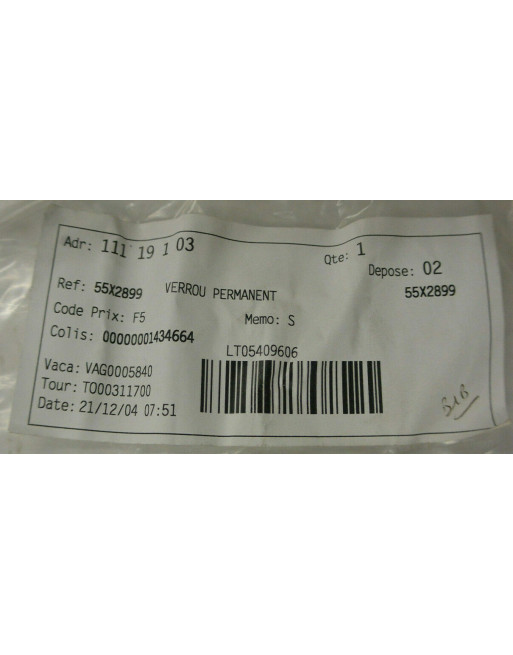 Adr: 111 19 1 03 Qte: 1
Depose: 02
Ref: 55X2899 VERROU PERMANENT 55X2899
Code Prix: F5 Memo: S
Colis: 00000001434664
LT05409606
Vaca: VAG0005840
Tour: TO00311700
Date: 21/12/04 07:51